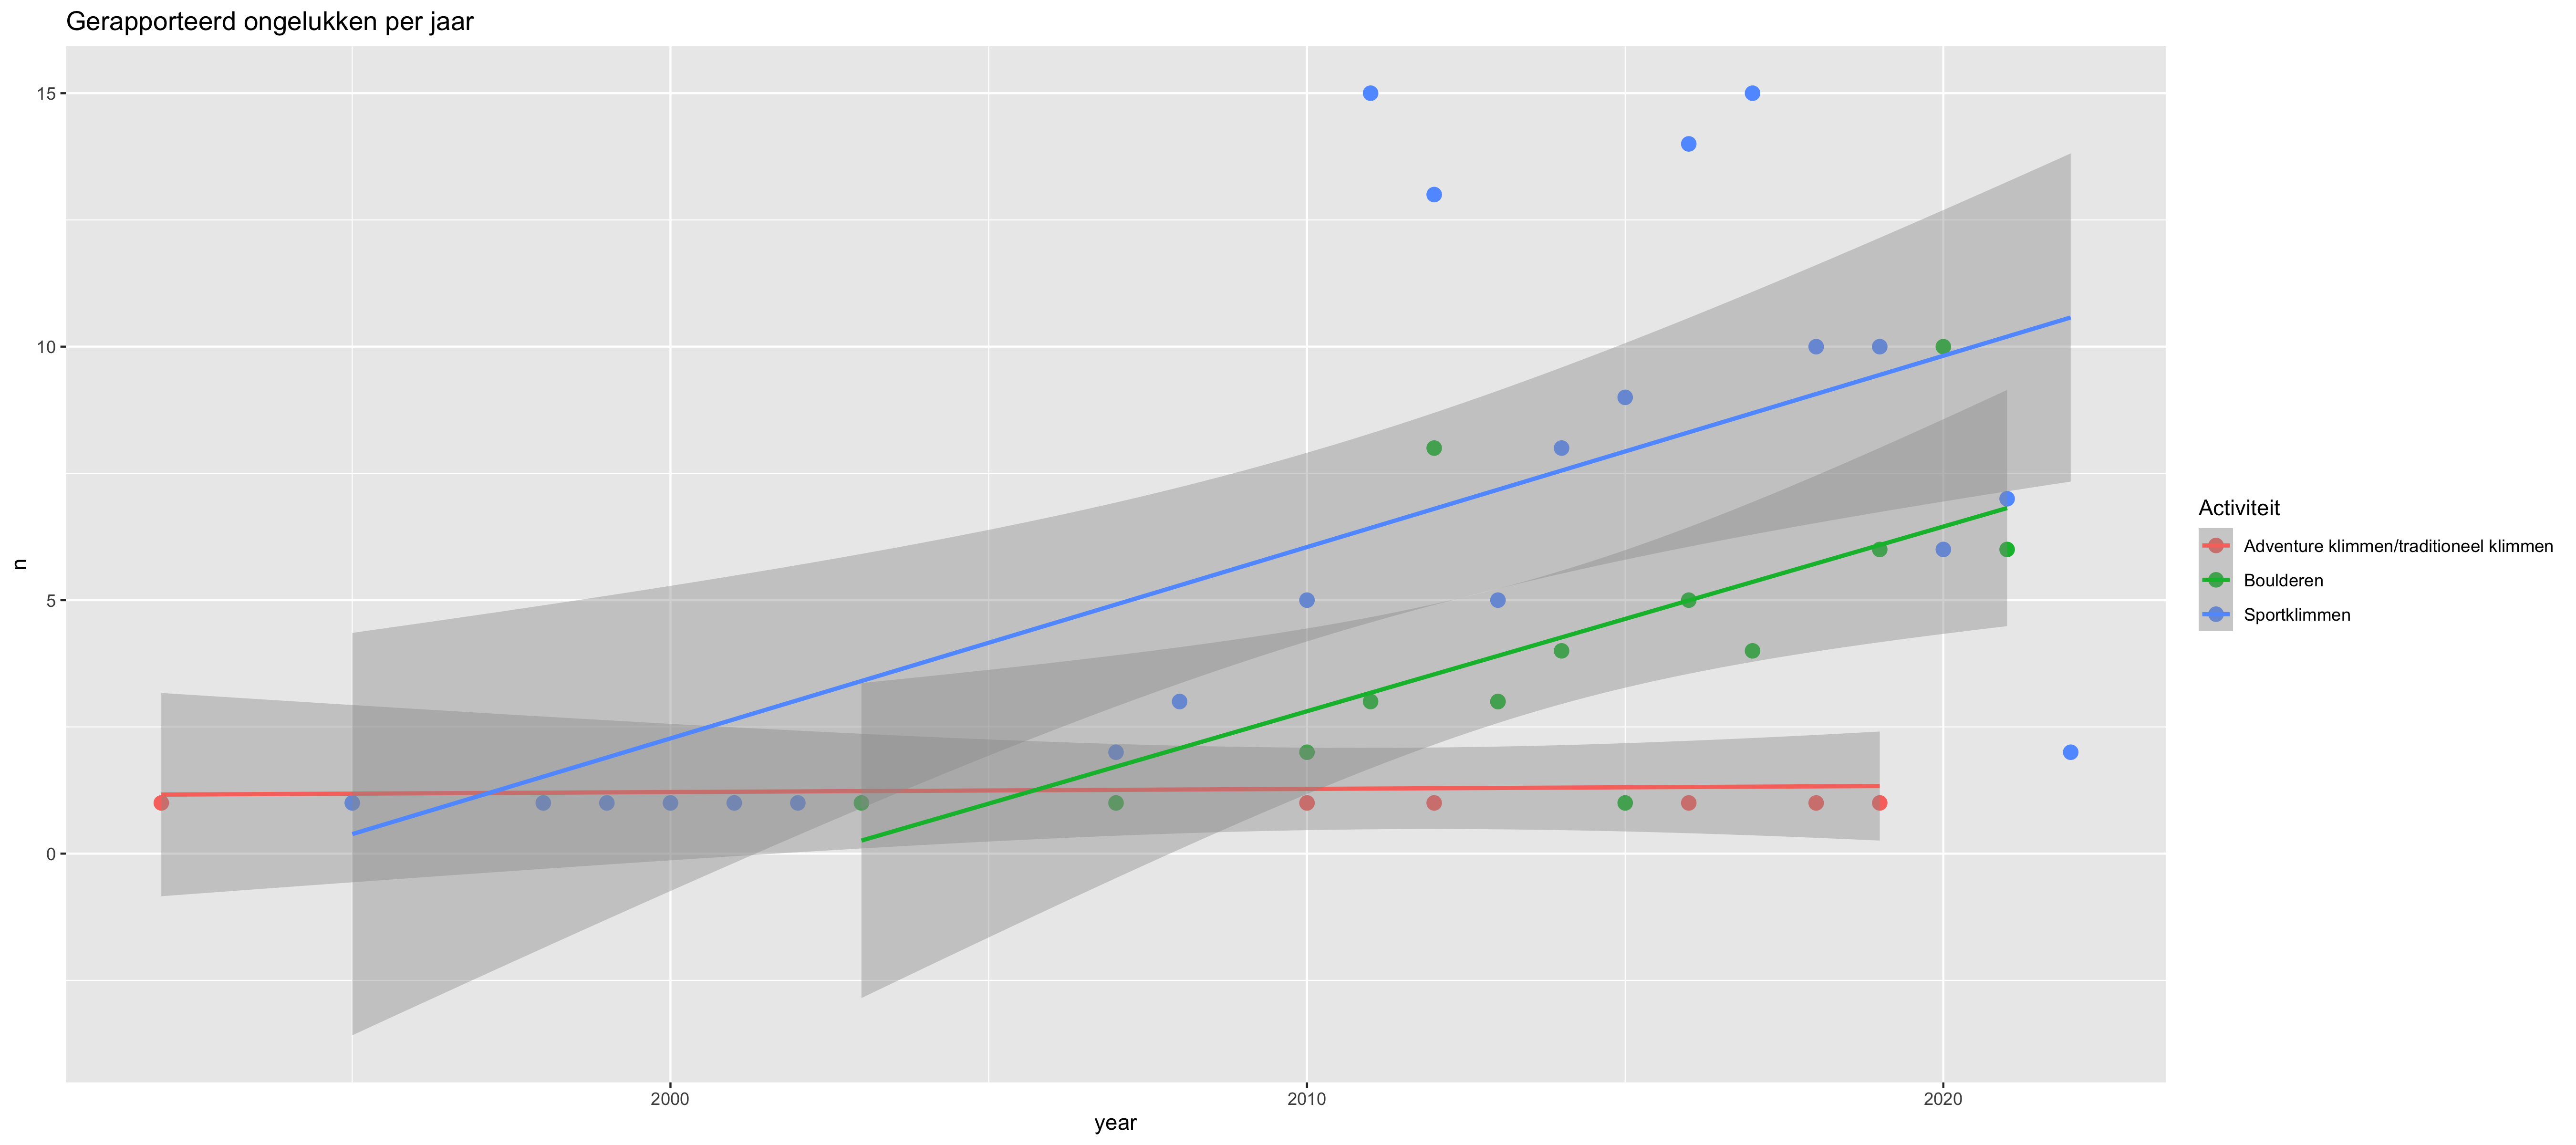 Gerapporteerd ongelukken per jaar
15
10
5
0
n
2000
2010
2020
year
Activiteit
Adventure klimmen/traditioneel klimmen
Boulderen
Sportklimmen